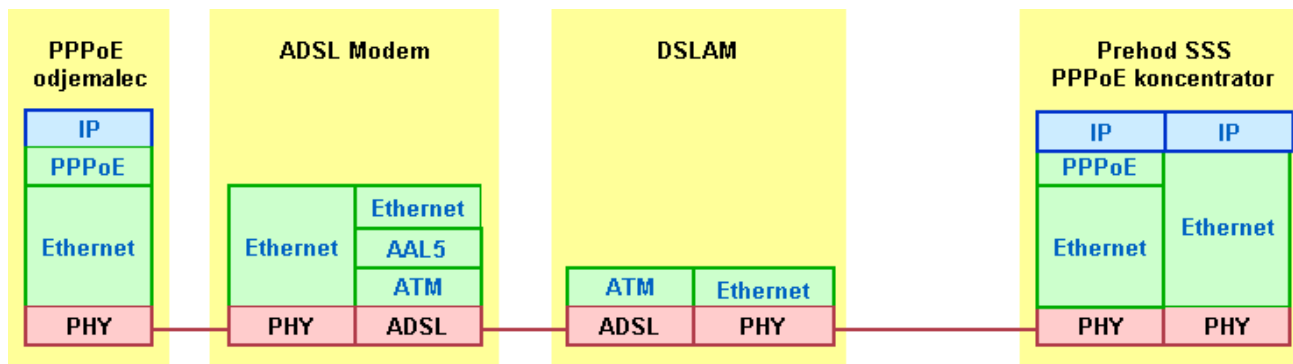 PPPoE
odjemalec
IP
PPPoE
Ethernet
PHY
ADSL Modem
Ethernet
Ethernet
AAL5
ATM
PHY
ADSL
DSLAM
ATM
Ethernet
ADSL
PHY
Prehod SSS
PPPoE koncentrator
IP
IP
PPPoE
Ethernet
Ethernet
PHY
PHY